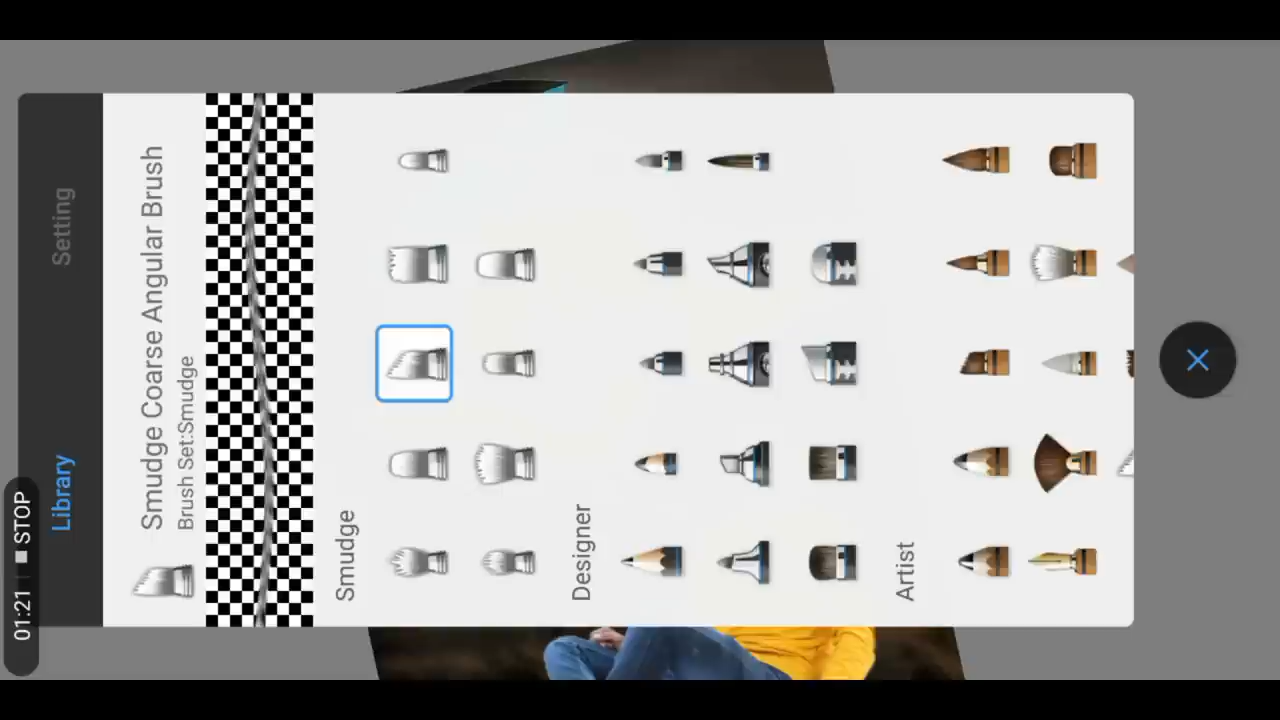 Library
Setting
Smudge Coarse Angular Brush
Brush Set:Smudge
Smudge
Designer
Artist
01:21
STOP